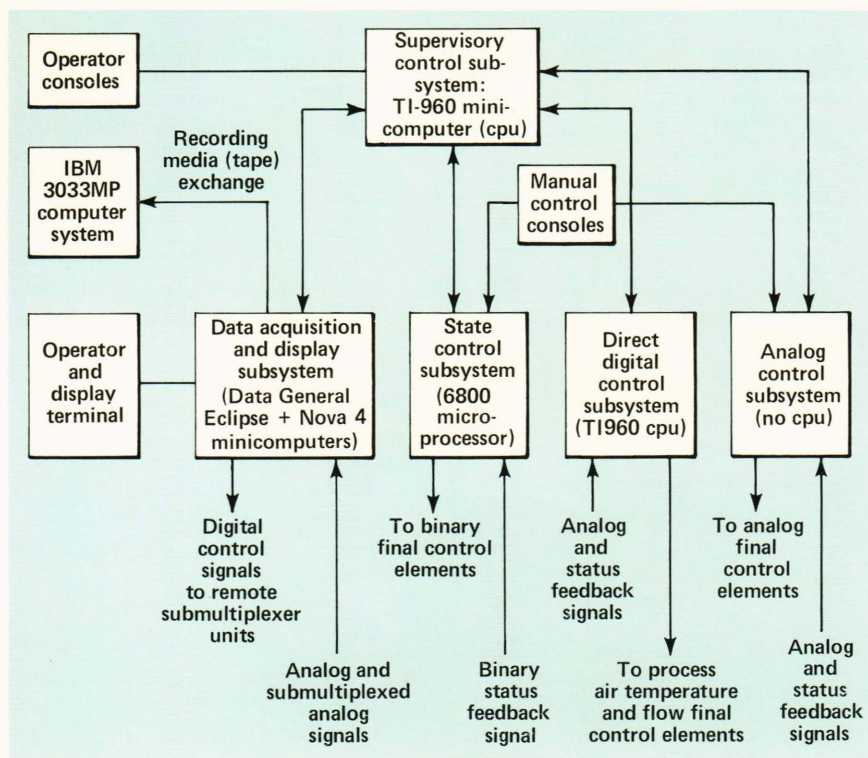 Operator
consoles
Supervisory
control sub-
system:
TI-960 mini-
computer (cpu)
Recording
media (tape)
exchange
IBM
3033MP
computer
system
Manual
control
consoles
Operator
and
display
terminal
Data acquisition
and display
subsystem
(Data General
Eclipse + Nova 4
minicomputers)
State
control
subsystem
(6800
micro-
processor)
Direct
digital
control
subsystem
(TI960 cpu)
Analog
control
subsystem
(no cpu)
Digital
control
signals
to remote
submultiplexer
units
To binary
final control
elements
Analog
and
status
feedback
signals
To analog
final
control
elements
Analog and
submultiplexed
analog
signals
Binary
status
feedback
signal
To process
air temperature
and flow final
control elements
Analog
and
status
feedback
signals